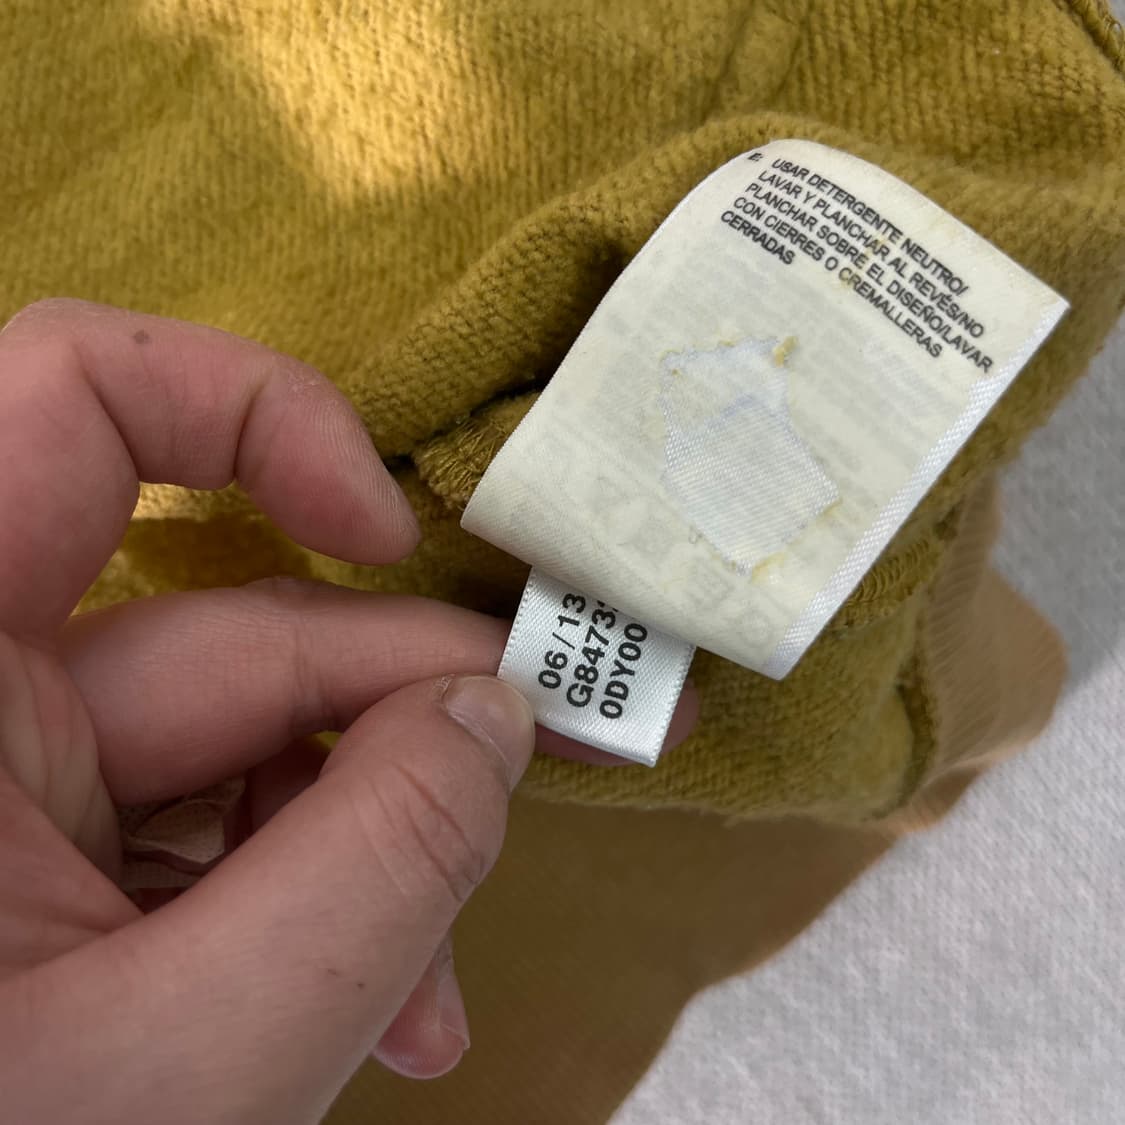 E: USAR DETERGENTE NEUTRO/
LAVAR Y PLANCHAR AL REVÉS/NO
PLANCHAR SOBRE EL DISEÑO/LAVAR
CON CIERRES O CREMALLERAS
CERRADAS
06/13
G8473
0DY00